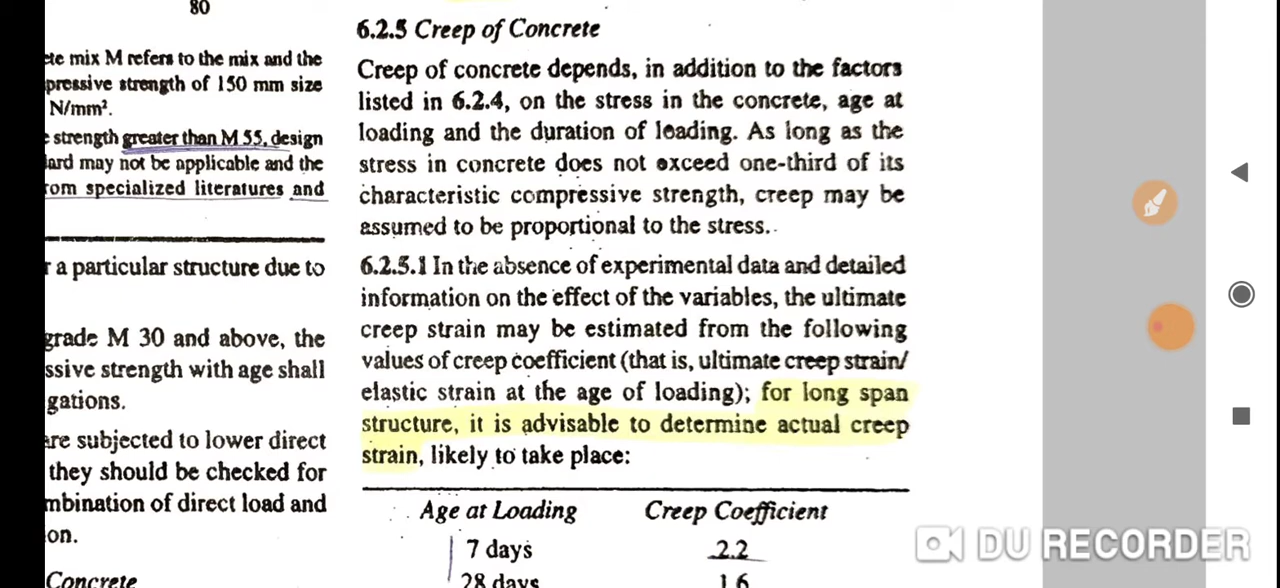 80
ete mix M refers to the mix and the
pressive strength of 150 mm size
N/mm².
e strength greater than M 55, design
lard may not be applicable and the
rom specialized literatures and
r a particular structure due to
grade M 30 and above, the
ssive strength with age shall
gations.
are subjected to lower direct
they should be checked for
mbination of direct load and
on.
Concrete
6.2.5 Creep of Concrete
Creep of concrete depends, in addition to the factors
listed in 6.2.4, on the stress in the concrete, age at
loading and the duration of loading. As long as the
stress in concrete does not exceed one-third of its
characteristic compressive strength, creep may be
assumed to be proportional to the stress.
6.2.5.1 In the absence of experimental data and detailed
information on the effect of the variables, the ultimate
creep strain may be estimated from the following
values of creep coefficient (that is, ultimate creep strain/
elastic strain at the age of loading); for long span
structure, it is advisable to determine actual creep
strain, likely to take place:
Age at Loading Creep Coefficient
7 days 2.2
28 days 1.6
DU RECORDER